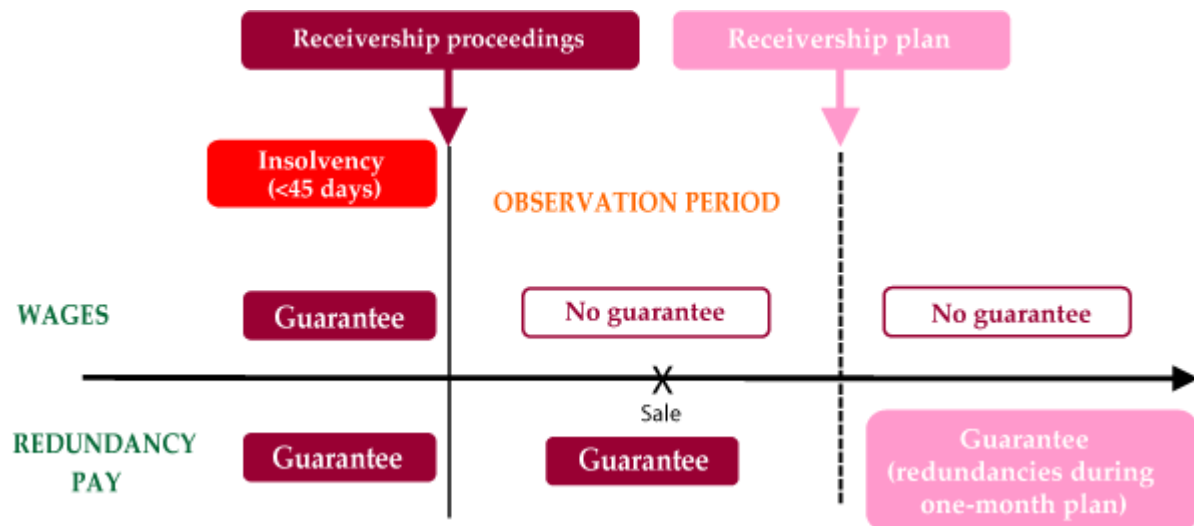 Receivership proceedings
Receivership plan
Insolvency
(<45 days)
OBSERVATION PERIOD
WAGES
Guarantee
No guarantee
No guarantee
X
Sale
REDUNDANCY
PAY
Guarantee
Guarantee
Guarantee
(redundancies during
one-month plan)